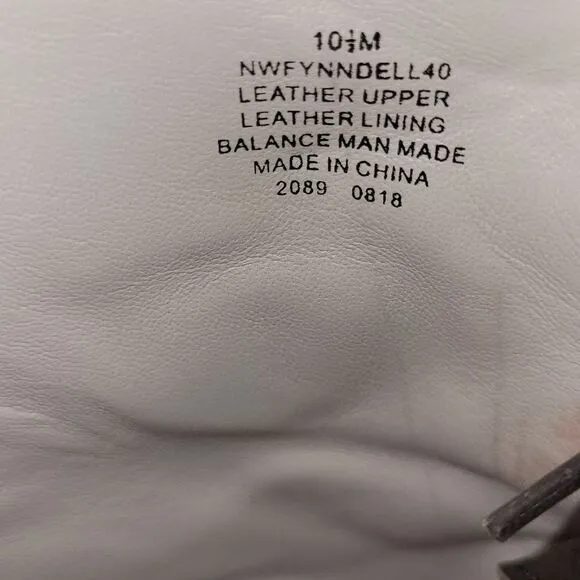 10½M
NWFYNNDELL40
LEATHER UPPER
LEATHER LINING
BALANCE MAN MADE
MADE IN CHINA
2089 0818